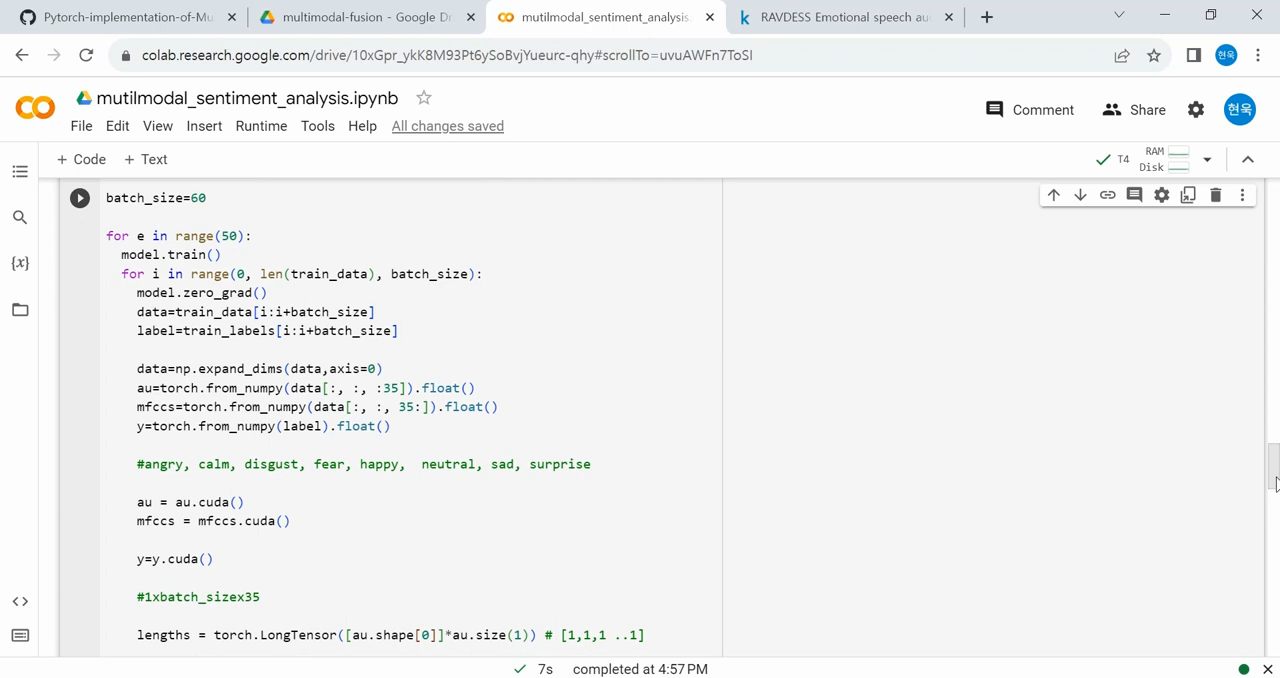 Pytorch-implementation-of-Mu
multimodal-fusion - Google Dr
mutilmodal_sentiment_analysis.
RAVDESS Emotional speech au
colab.research.google.com/drive/10xGpr_ykK8M93Pt6ySoBvjYueurc-qhy#scrollTo=uvuAWFn7ToSI
현욱
mutilmodal_sentiment_analysis.ipynb
File Edit View Insert Runtime Tools Help All changes saved
Comment Share 현욱
+ Code + Text
T4 RAM
Disk
batch_size=60
for e in range(50):
model.train()
for i in range(0, len(train_data), batch_size):
model.zero_grad()
data=train_data[i:i+batch_size]
label=train_labels[i:i+batch_size]
data=np.expand_dims(data,axis=0)
au=torch.from_numpy(data[:, :, :35]).float()
mfccs=torch.from_numpy(data[:, :, 35:]).float()
y=torch.from_numpy(label).float()
#angry, calm, disgust, fear, happy,  neutral, sad, surprise
au = au.cuda()
mfccs = mfccs.cuda()
y=y.cuda()
#1xbatch_sizex35
lengths = torch.LongTensor([au.shape[0]]*au.size(1)) # [1,1,1 ..1]
7s completed at 4:57 PM